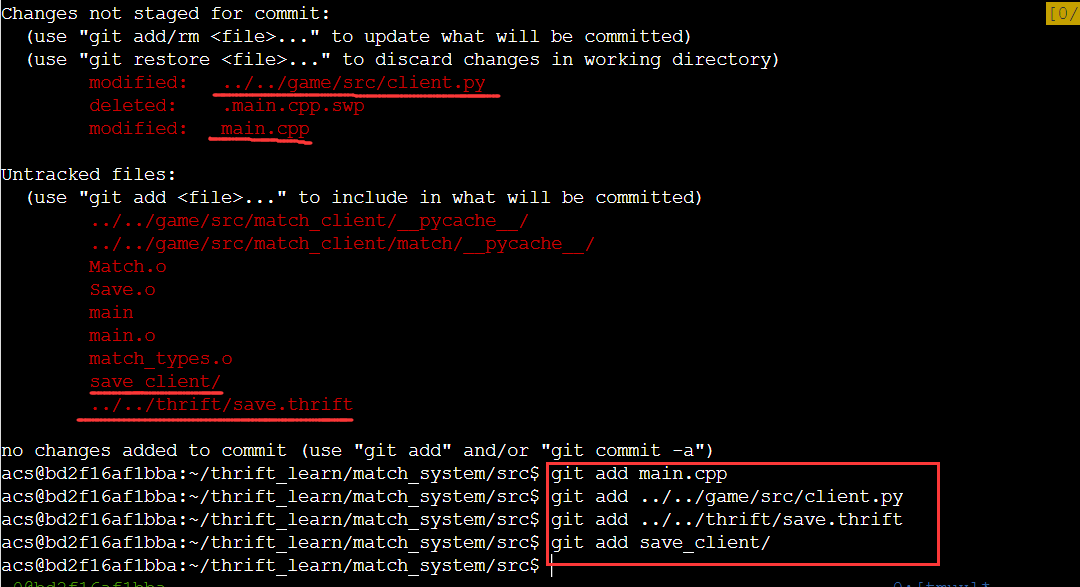 Changes not staged for commit:
[0/
(use "git add/rm <file>..." to update what will be committed)
(use "git restore <file>..." to discard changes in working directory)
modified: ../../game/src/client.py
deleted: .main.cpp.swp
modified: main.cpp
Untracked files:
(use "git add <file>..." to include in what will be committed)
../../game/src/match_client/__pycache__/
../../game/src/match_client/match/__pycache__/
Match.o
Save.o
main
main.o
match_types.o
save_client/
../../thrift/save.thrift
no changes added to commit (use "git add" and/or "git commit -a")
acs@bd2f16af1bba:~/thrift_learn/match_system/src$ git add main.cpp
acs@bd2f16af1bba:~/thrift_learn/match_system/src$ git add ../../game/src/client.py
acs@bd2f16af1bba:~/thrift_learn/match_system/src$ git add ../../thrift/save.thrift
acs@bd2f16af1bba:~/thrift_learn/match_system/src$ git add save_client/
acs@bd2f16af1bba:~/thrift_learn/match_system/src$